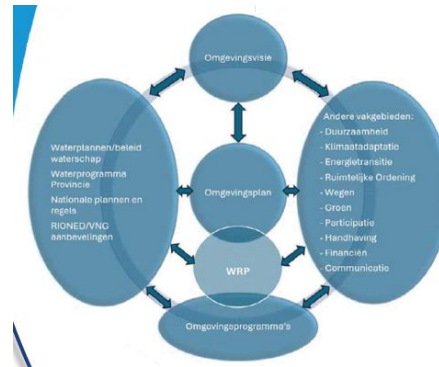 Omgevingsvisie
Waterplannen/beleid
waterschap
Waterprogramma
Provincie
Nationale plannen en
regels
RIONED/VNG
aanbevelingen
Omgevingsplan
WRP
Omgevingsprogramma's
Andere vakgebieden:
- Duurzaamheid
- Klimaatadaptatie
- Energietransitie
- Ruimtelijke Ordening
- Wegen
- Groen
- Participatie
- Handhaving
- Financiën
- Communicatie